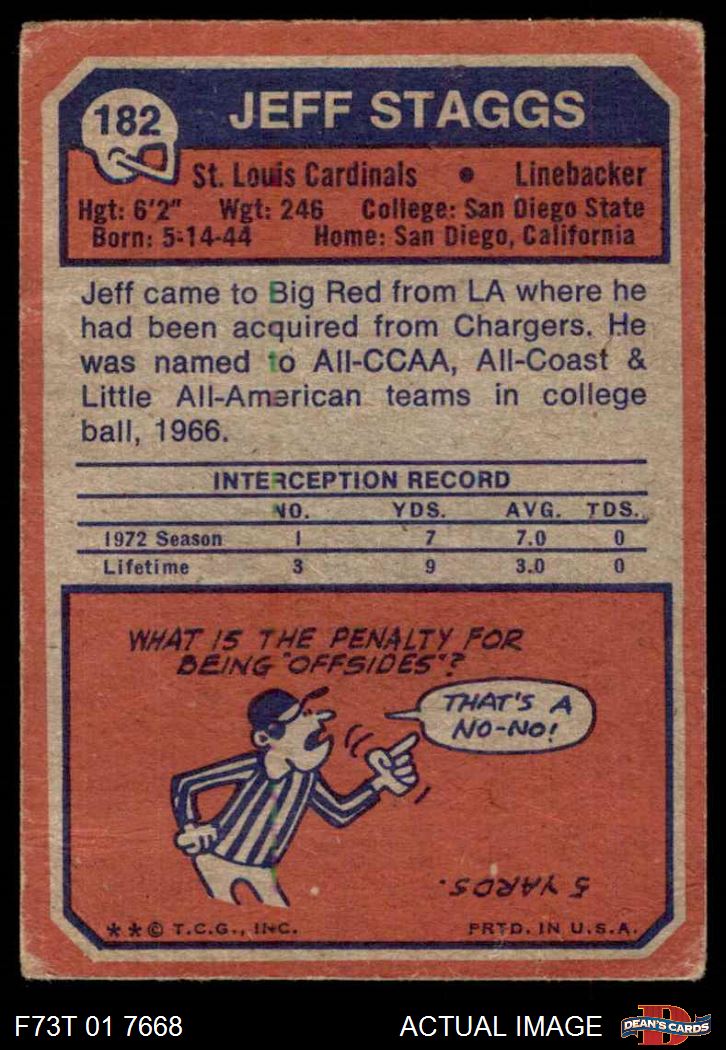 182
JEFF STAGGS
St. Louis Cardinals • Linebacker
Hgt: 6'2" Wgt: 246 College: San Diego State
Born: 5-14-44 Home: San Diego, California
Jeff came to Big Red from LA where he
had been acquired from Chargers. He
was named to All-CCAA, All-Coast &
Little All-American teams in college
ball, 1966.
INTERCEPTION RECORD
NO. YDS. AVG. TDS.
1972 Season 1 7 7.0 0
Lifetime 3 9 3.0 0
WHAT IS THE PENALTY FOR
BEING "OFFSIDES"?
THAT'S A
NO-NO!
5 YARDS.
** © T.C.G., INC. PRTD. IN U.S.A.
F73T 01 7668 ACTUAL IMAGE
D
DEAN'S CARDS